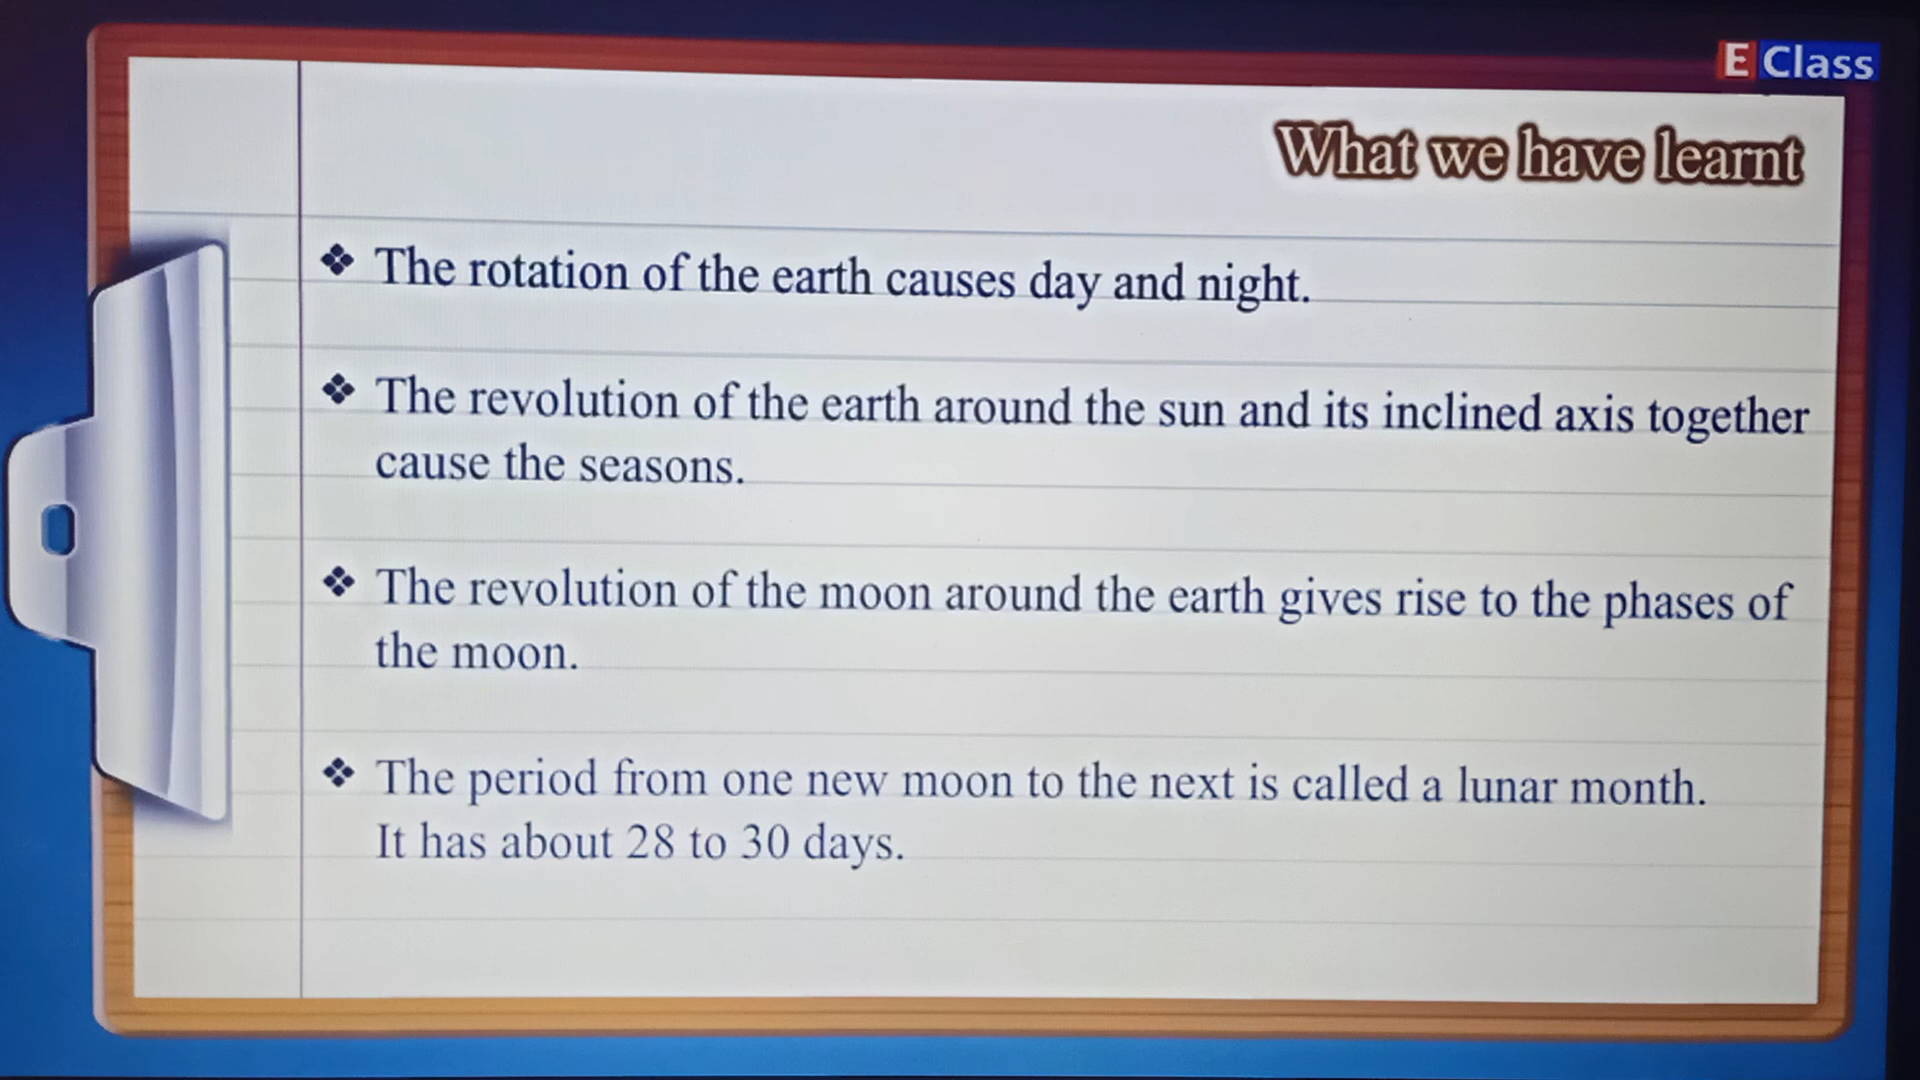 E Class
What we have learnt
❖ The rotation of the earth causes day and night.
❖ The revolution of the earth around the sun and its inclined axis together
cause the seasons.
❖ The revolution of the moon around the earth gives rise to the phases of
the moon.
❖ The period from one new moon to the next is called a lunar month.
It has about 28 to 30 days.